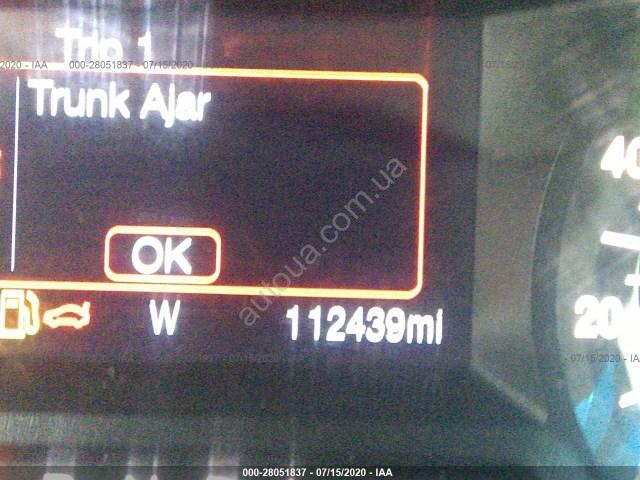 Trip 1
2020 - IAA 000-28051837 - 07/15/2020 - IAA
Trunk Ajar
40
OK
autoua.com.ua
20
W
112439mi
- 07/15/2020 - IAA
000-28051837 - 07/15/2020 - IAA